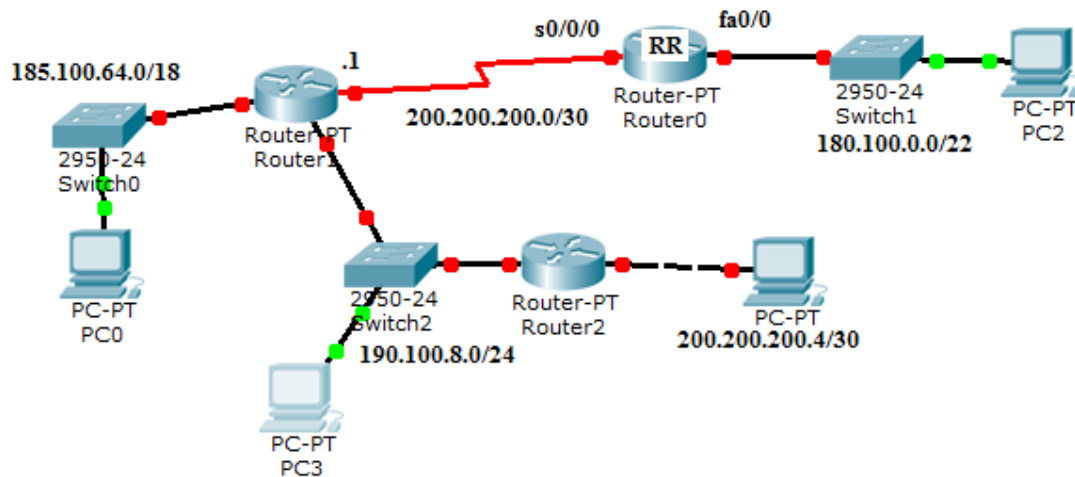 s0/0/0
fa0/0
RR
185.100.64.0/18
.1
200.200.200.0/30
Router-PT
Router0
2950-24
Switch1
180.100.0.0/22
PC-PT
PC2
Router-PT
Router1
2950-24
Switch0
PC-PT
PC0
2950-24
Switch2
190.100.8.0/24
Router-PT
Router2
PC-PT
200.200.200.4/30
PC-PT
PC3